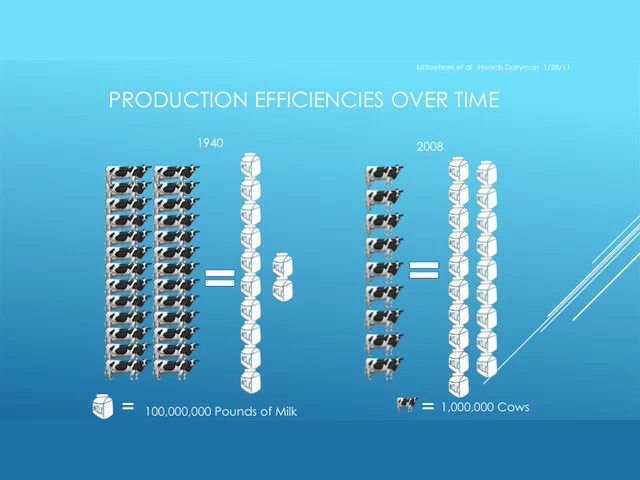 Mitloehner et al Hoards Dairyman 1/28/11
PRODUCTION EFFICIENCIES OVER TIME
1940
2008
= 100,000,000 Pounds of Milk
= 1,000,000 Cows